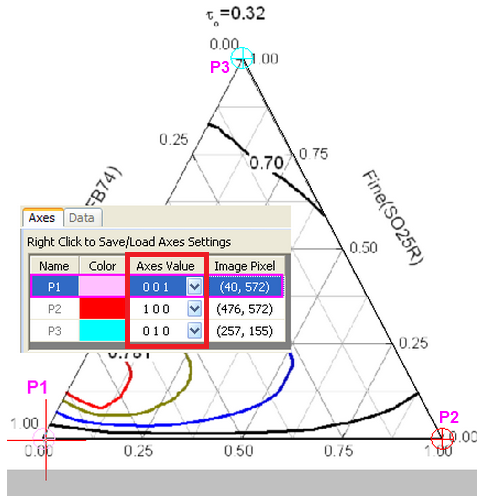 τo=0.32
0.00
1.00
P3
0.25
0.75
0.70
FB74)
Fine(SO25R)
Axes Data
Right Click to Save/Load Axes Settings
Name Color Axes Value Image Pixel
P1 0 0 1 (40, 572)
P2 1 0 0 (476, 572)
P3 0 1 0 (257, 155)
0.50
0.25
P1
P2
1.00
0.00
0.00 0.25 0.50 0.75 1.00